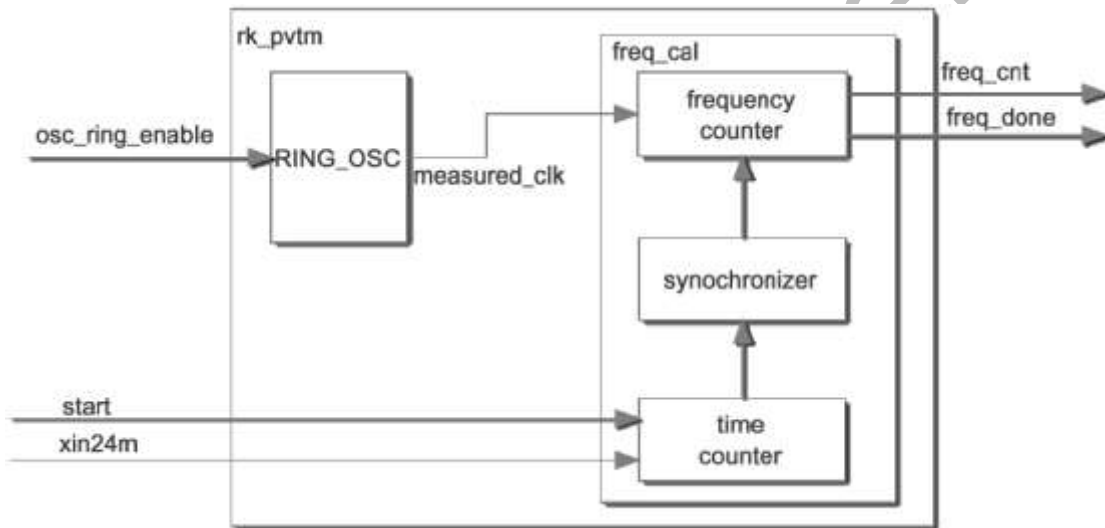 rk_pvtm
freq_cal
freq_cnt
frequency
counter
freq_done
osc_ring_enable
RING_OSC
measured_clk
synochronizer
start
time
counter
xin24m